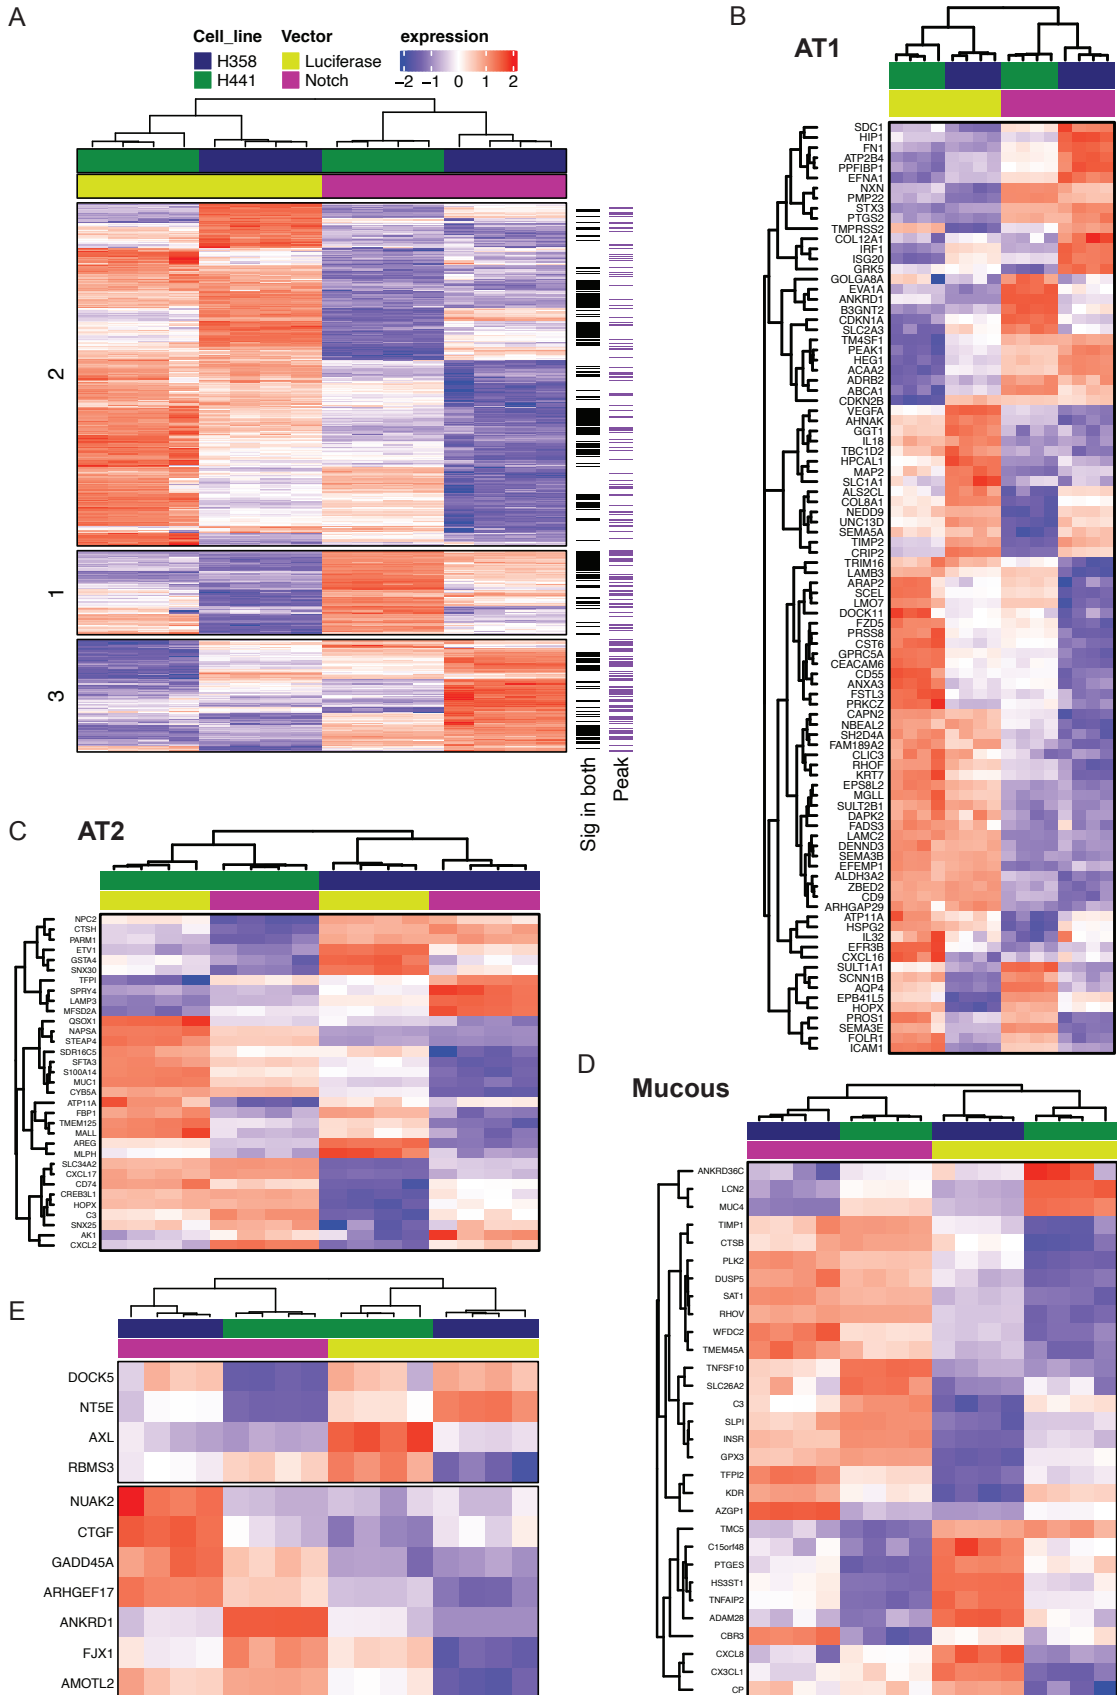 A
Cell_line
Vector
expression
H358
Luciferase
H441
Notch
−2 −1 0 1 2
2
1
3
Sig in both
Peak
B
AT1
SDC1
HIP1
FN1
ATP2B4
PPFIBP1
EFNA1
NXN
PMP22
STX3
PTGS2
TMPRSS2
COL12A1
IRF1
ISG20
GRK5
GOLGA8A
EVA1A
ANKRD1
B3GNT2
CDKN1A
SLC2A3
TM4SF1
PEAK1
HEG1
ACAA2
ADRB2
ABCA1
CDKN2B
VEGFA
AHNAK
GGT1
IL18
TBC1D2
HPCAL1
MAP2
SLC1A1
ALS2CL
COL8A1
NEDD9
UNC13D
SEMA5A
TIMP2
CRIP2
TRIM16
LAMB3
ARAP2
SCEL
LMO7
DOCK11
FZD5
PRSS8
CST6
GPRC5A
CEACAM6
CD55
ANXA3
FSTL3
PRKCZ
CAPN2
NBEAL2
SH2D4A
FAM189A2
CLIC3
RHOF
KRT7
EPS8L2
MGLL
SULT2B1
DAPK2
FADS3
LAMC2
DENND3
SEMA3B
EFEMP1
ALDH3A2
ZBED2
CD9
ARHGAP29
ATP11A
HSPG2
IL32
EFR3B
CXCL16
SULT1A1
SCNN1B
AQP4
EPB41L5
HOPX
PROS1
SEMA3E
FOLR1
ICAM1
C
AT2
NPC2
CTSH
PARM1
ETV1
GSTA4
SNX30
TFPI
SPRY4
LAMP3
MFSD2A
QSOX1
NAPSA
STEAP4
SDR16C5
SFTA3
S100A14
MUC1
CYB5A
ATP11A
FBP1
TMEM125
MALL
AREG
MLPH
SLC34A2
CXCL17
CD74
CREB3L1
HOPX
C3
SNX25
AK1
CXCL2
D
Mucous
ANKRD36C
LCN2
MUC4
TIMP1
CTSB
PLK2
DUSP5
SAT1
RHOV
WFDC2
TMEM45A
TNFSF10
SLC26A2
C3
SLPI
INSR
GPX3
TFPI2
KDR
AZGP1
TMC5
C15orf48
PTGES
HS3ST1
TNFAIP2
ADAM28
CBR3
CXCL8
CX3CL1
CP
E
DOCK5
NT5E
AXL
RBMS3
NUAK2
CTGF
GADD45A
ARHGEF17
ANKRD1
FJX1
AMOTL2